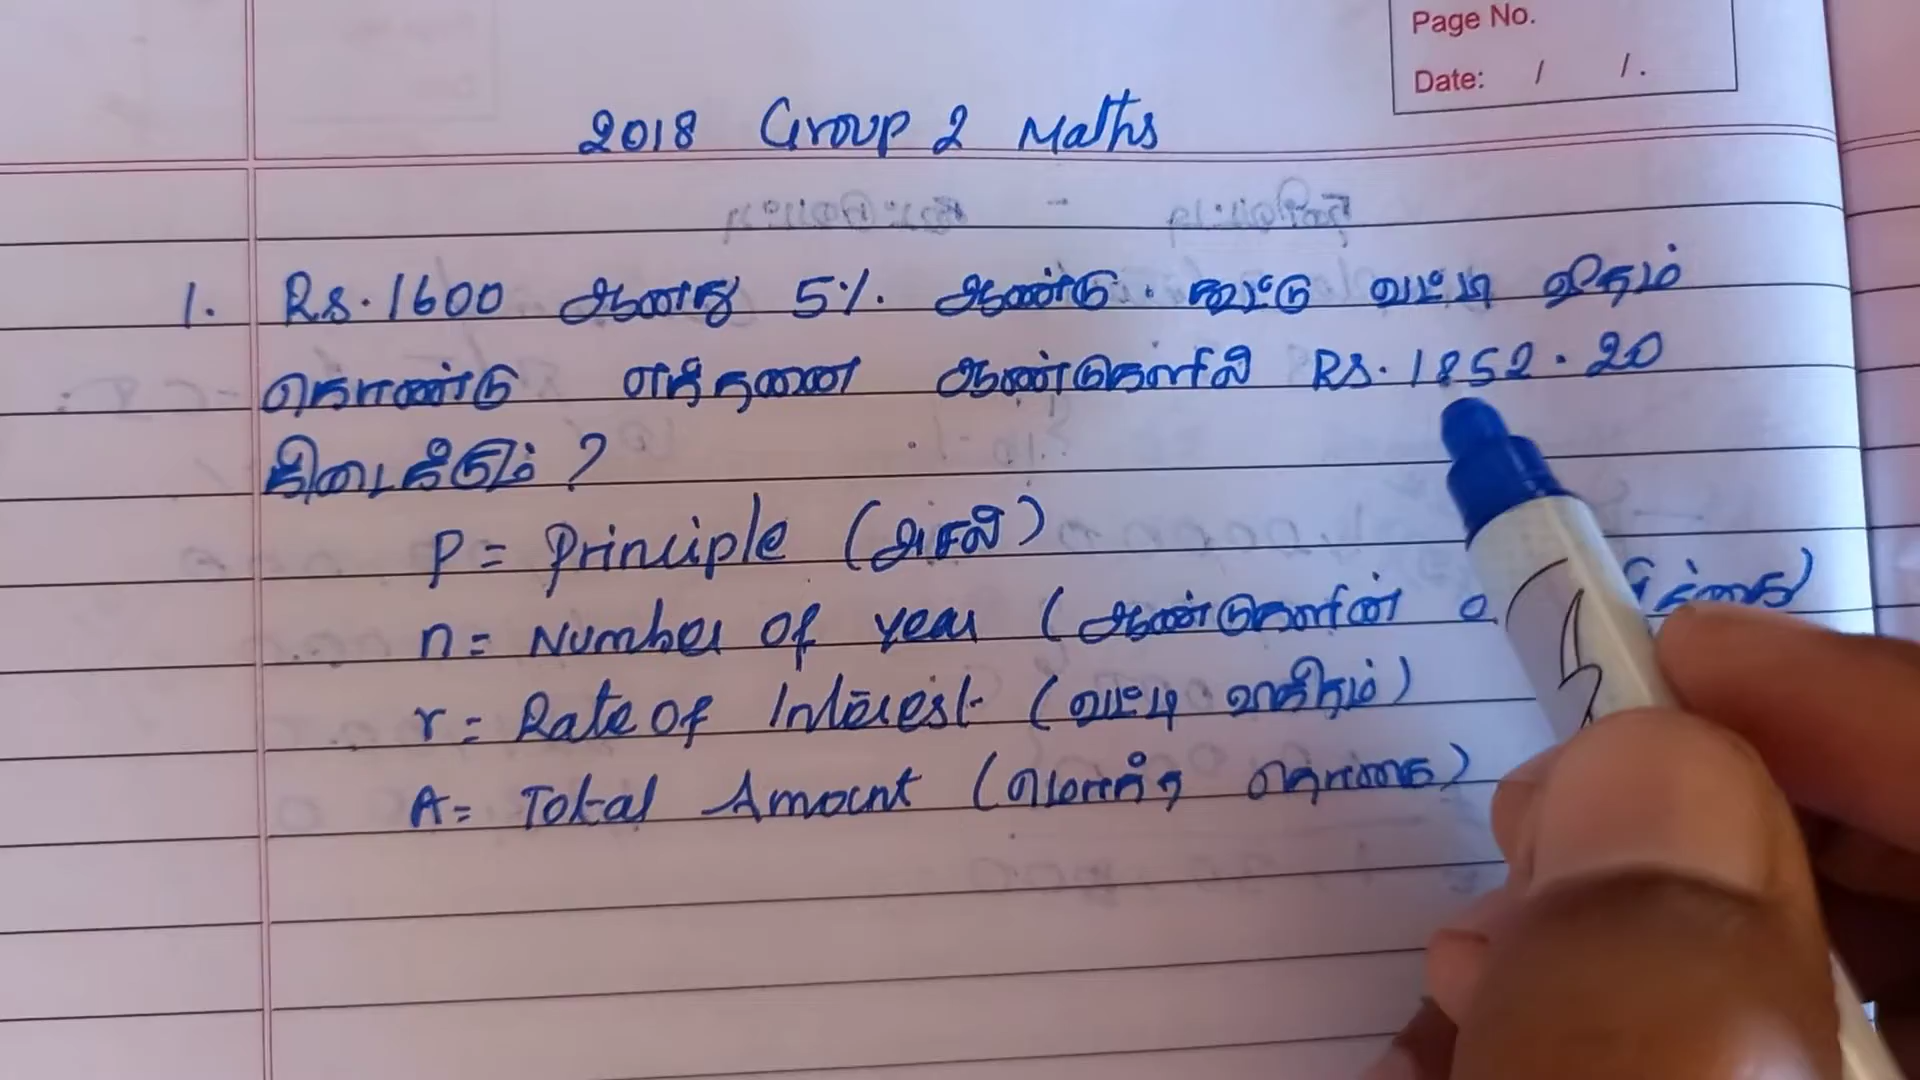 Page No.
Date: / /.
2018 Group 2 Maths
1. Rs.1600 ஆனது 5%. ஆண்டு கூட்டு வட்டி வீதம்
கொண்டு எத்தனை ஆண்டுகளில் Rs.1852.20
கிடைக்கும்?
P = Principle (அசல்)
n = Number of year (ஆண்டுகளின்
r = Rate of Interest (வட்டி வீதம்)
A = Total Amount (மொத்த தொகை)